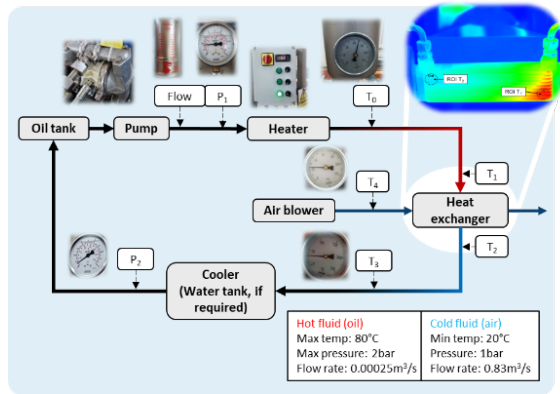 ROI T₁
ROI T₂
Flow
P₁
T₀
Oil tank
Pump
Heater
T₁
T₄
Air blower
Heat
exchanger
T₂
P₂
T₃
Cooler
(Water tank, if
required)
Hot fluid (oil)
Max temp: 80°C
Max pressure: 2bar
Flow rate: 0.00025m³/s
Cold fluid (air)
Min temp: 20°C
Pressure: 1bar
Flow rate: 0.83m³/s